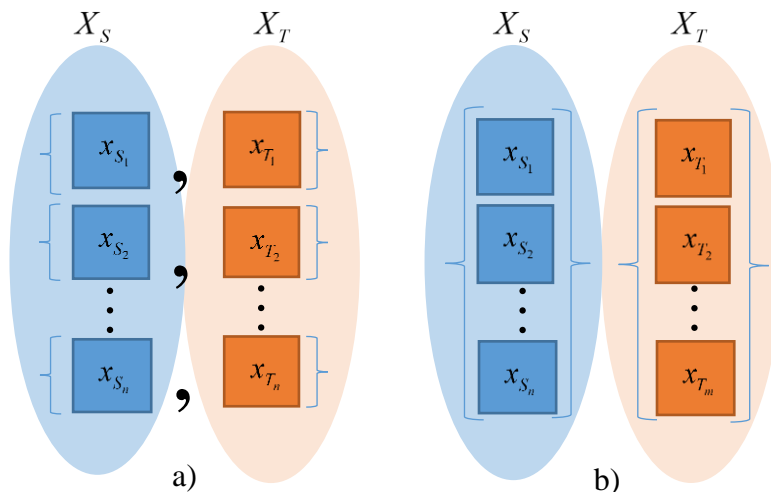 X_S X_T X_S X_T
x_{S_1} , x_{T_1} x_{S_1} x_{T_1}
x_{S_2} , x_{T_2} x_{S_2} x_{T_2}
x_{S_n} , x_{T_n} x_{S_n} x_{T_m}
a) b)